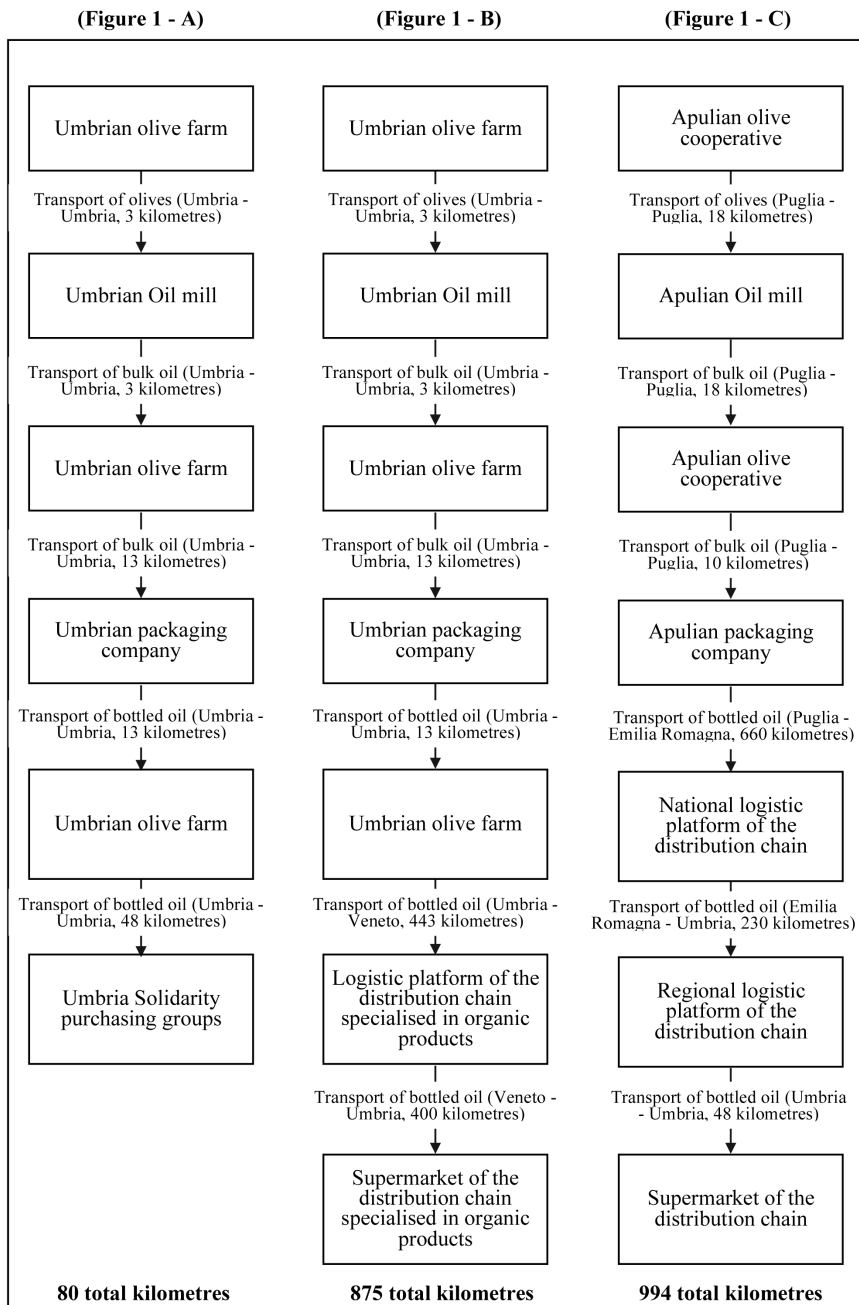 (Figure 1 - A)
(Figure 1 - B)
(Figure 1 - C)
Umbrian olive farm
Transport of olives (Umbria -
Umbria, 3 kilometres)
Umbrian Oil mill
Transport of bulk oil (Umbria -
Umbria, 3 kilometres)
Umbrian olive farm
Transport of bulk oil (Umbria -
Umbria, 13 kilometres)
Umbrian packaging
company
Transport of bottled oil (Umbria -
Umbria, 13 kilometres)
Umbrian olive farm
Transport of bottled oil (Umbria -
Umbria, 48 kilometres)
Umbria Solidarity
purchasing groups
80 total kilometres
Umbrian olive farm
Transport of olives (Umbria -
Umbria, 3 kilometres)
Umbrian Oil mill
Transport of bulk oil (Umbria -
Umbria, 3 kilometres)
Umbrian olive farm
Transport of bulk oil (Umbria -
Umbria, 13 kilometres)
Umbrian packaging
company
Transport of bottled oil (Umbria -
Umbria, 13 kilometres)
Umbrian olive farm
Transport of bottled oil (Umbria -
Veneto, 443 kilometres)
Logistic platform of the
distribution chain
specialised in organic
products
Transport of bottled oil (Veneto -
Umbria, 400 kilometres)
Supermarket of the
distribution chain
specialised in organic
products
875 total kilometres
Apulian olive
cooperative
Transport of olives (Puglia -
Puglia, 18 kilometres)
Apulian Oil mill
Transport of bulk oil (Puglia -
Puglia, 18 kilometres)
Apulian olive
cooperative
Transport of bulk oil (Puglia -
Puglia, 10 kilometres)
Apulian packaging
company
Transport of bottled oil (Puglia -
Emilia Romagna, 660 kilometres)
National logistic
platform of the
distribution chain
Transport of bottled oil (Emilia
Romagna - Umbria, 230 kilometres)
Regional logistic
platform of the
distribution chain
Transport of bottled oil (Umbria
- Umbria, 48 kilometres)
Supermarket of the
distribution chain
994 total kilometres